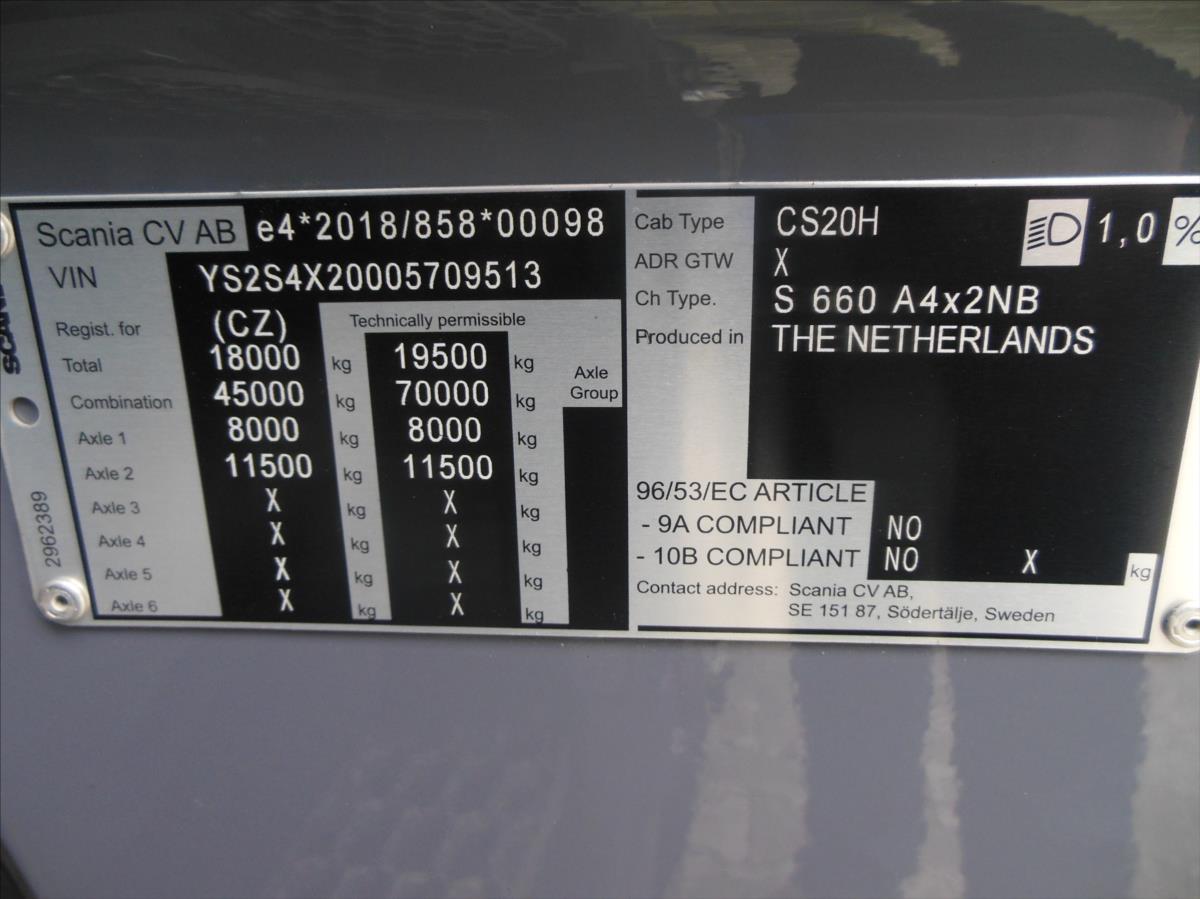 Scania CV AB e4*2018/858*00098
VIN YS2S4X20005709513
Regist. for (CZ) Technically permissible
Total 18000 kg 19500 kg Axle Group
Combination 45000 kg 70000 kg
Axle 1 8000 kg 8000 kg
Axle 2 11500 kg 11500 kg
Axle 3 X kg X kg
Axle 4 X kg X kg
Axle 5 X kg X kg
Axle 6 X kg X kg
2962389
Cab Type CS20H 1,0 %
ADR GTW X
Ch Type. S 660 A4x2NB
Produced in THE NETHERLANDS
96/53/EC ARTICLE
- 9A COMPLIANT NO
- 10B COMPLIANT NO X kg
Contact address: Scania CV AB,
SE 151 87, Södertälje, Sweden